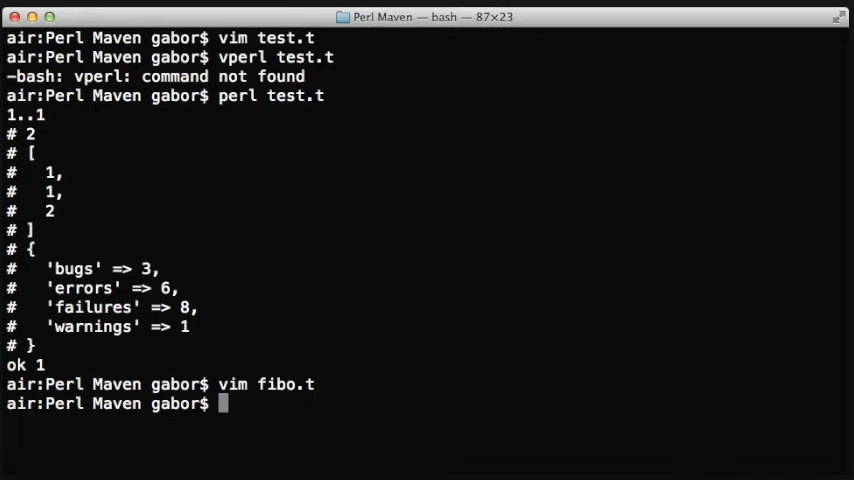 Perl Maven — bash — 87×23
air:Perl Maven gabor$ vim test.t
air:Perl Maven gabor$ vperl test.t
-bash: vperl: command not found
air:Perl Maven gabor$ perl test.t
1..1
# 2
# [
#   1,
#   1,
#   2
# ]
# {
#   'bugs' => 3,
#   'errors' => 6,
#   'failures' => 8,
#   'warnings' => 1
# }
ok 1
air:Perl Maven gabor$ vim fibo.t
air:Perl Maven gabor$